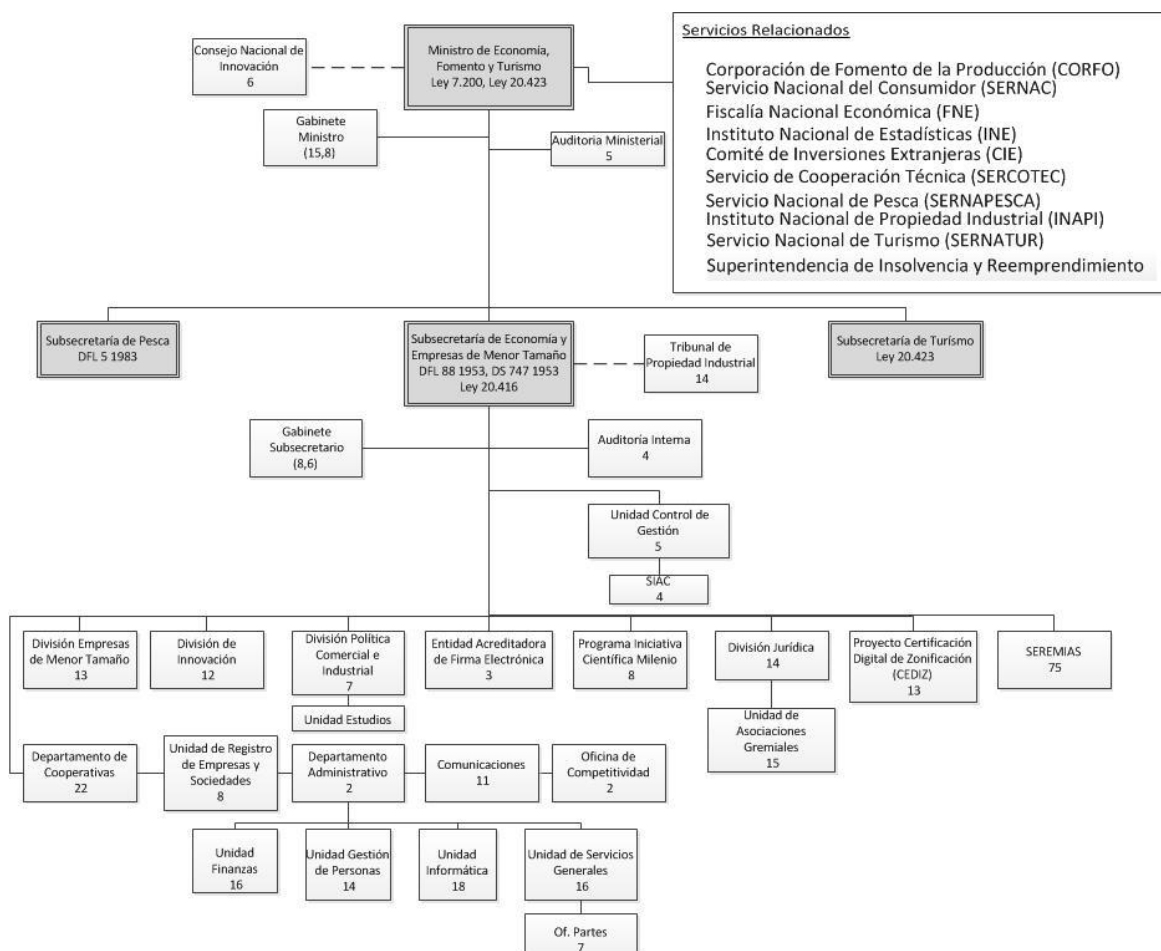 Consejo Nacional de
Innovación
6
Ministro de Economía,
Fomento y Turismo
Ley 7.200, Ley 20.423
Servicios Relacionados
Corporación de Fomento de la Producción (CORFO)
Servicio Nacional del Consumidor (SERNAC)
Fiscalía Nacional Económica (FNE)
Instituto Nacional de Estadísticas (INE)
Comité de Inversiones Extranjeras (CIE)
Servicio de Cooperación Técnica (SERCOTEC)
Servicio Nacional de Pesca (SERNAPESCA)
Instituto Nacional de Propiedad Industrial (INAPI)
Servicio Nacional de Turismo (SERNATUR)
Superintendencia de Insolvencia y Reemprendimiento
Gabinete
Ministro
(15,8)
Auditoria Ministerial
5
Subsecretaría de Pesca
DFL 5 1983
Subsecretaría de Economía y
Empresas de Menor Tamaño
DFL 88 1953, DS 747 1953
Ley 20.416
Tribunal de
Propiedad Industrial
14
Subsecretaría de Turismo
Ley 20.423
Gabinete
Subsecretario
(8,6)
Auditoría Interna
4
Unidad Control de
Gestión
5
SIAC
4
División Empresas
de Menor Tamaño
13
División de
Innovación
12
División Política
Comercial e
Industrial
7
Entidad Acreditadora
de Firma Electrónica
3
Programa Iniciativa
Científica Milenio
8
División Jurídica
14
Proyecto Certificación
Digital de Zonificación
(CEDIZ)
13
SEREMIAS
75
Unidad Estudios
Unidad de
Asociaciones
Gremiales
15
Departamento de
Cooperativas
22
Unidad de Registro
de Empresas y
Sociedades
8
Departamento
Administrativo
2
Comunicaciones
11
Oficina de
Competitividad
2
Unidad
Finanzas
16
Unidad Gestión
de Personas
14
Unidad
Informática
18
Unidad de Servicios
Generales
16
Of. Partes
7